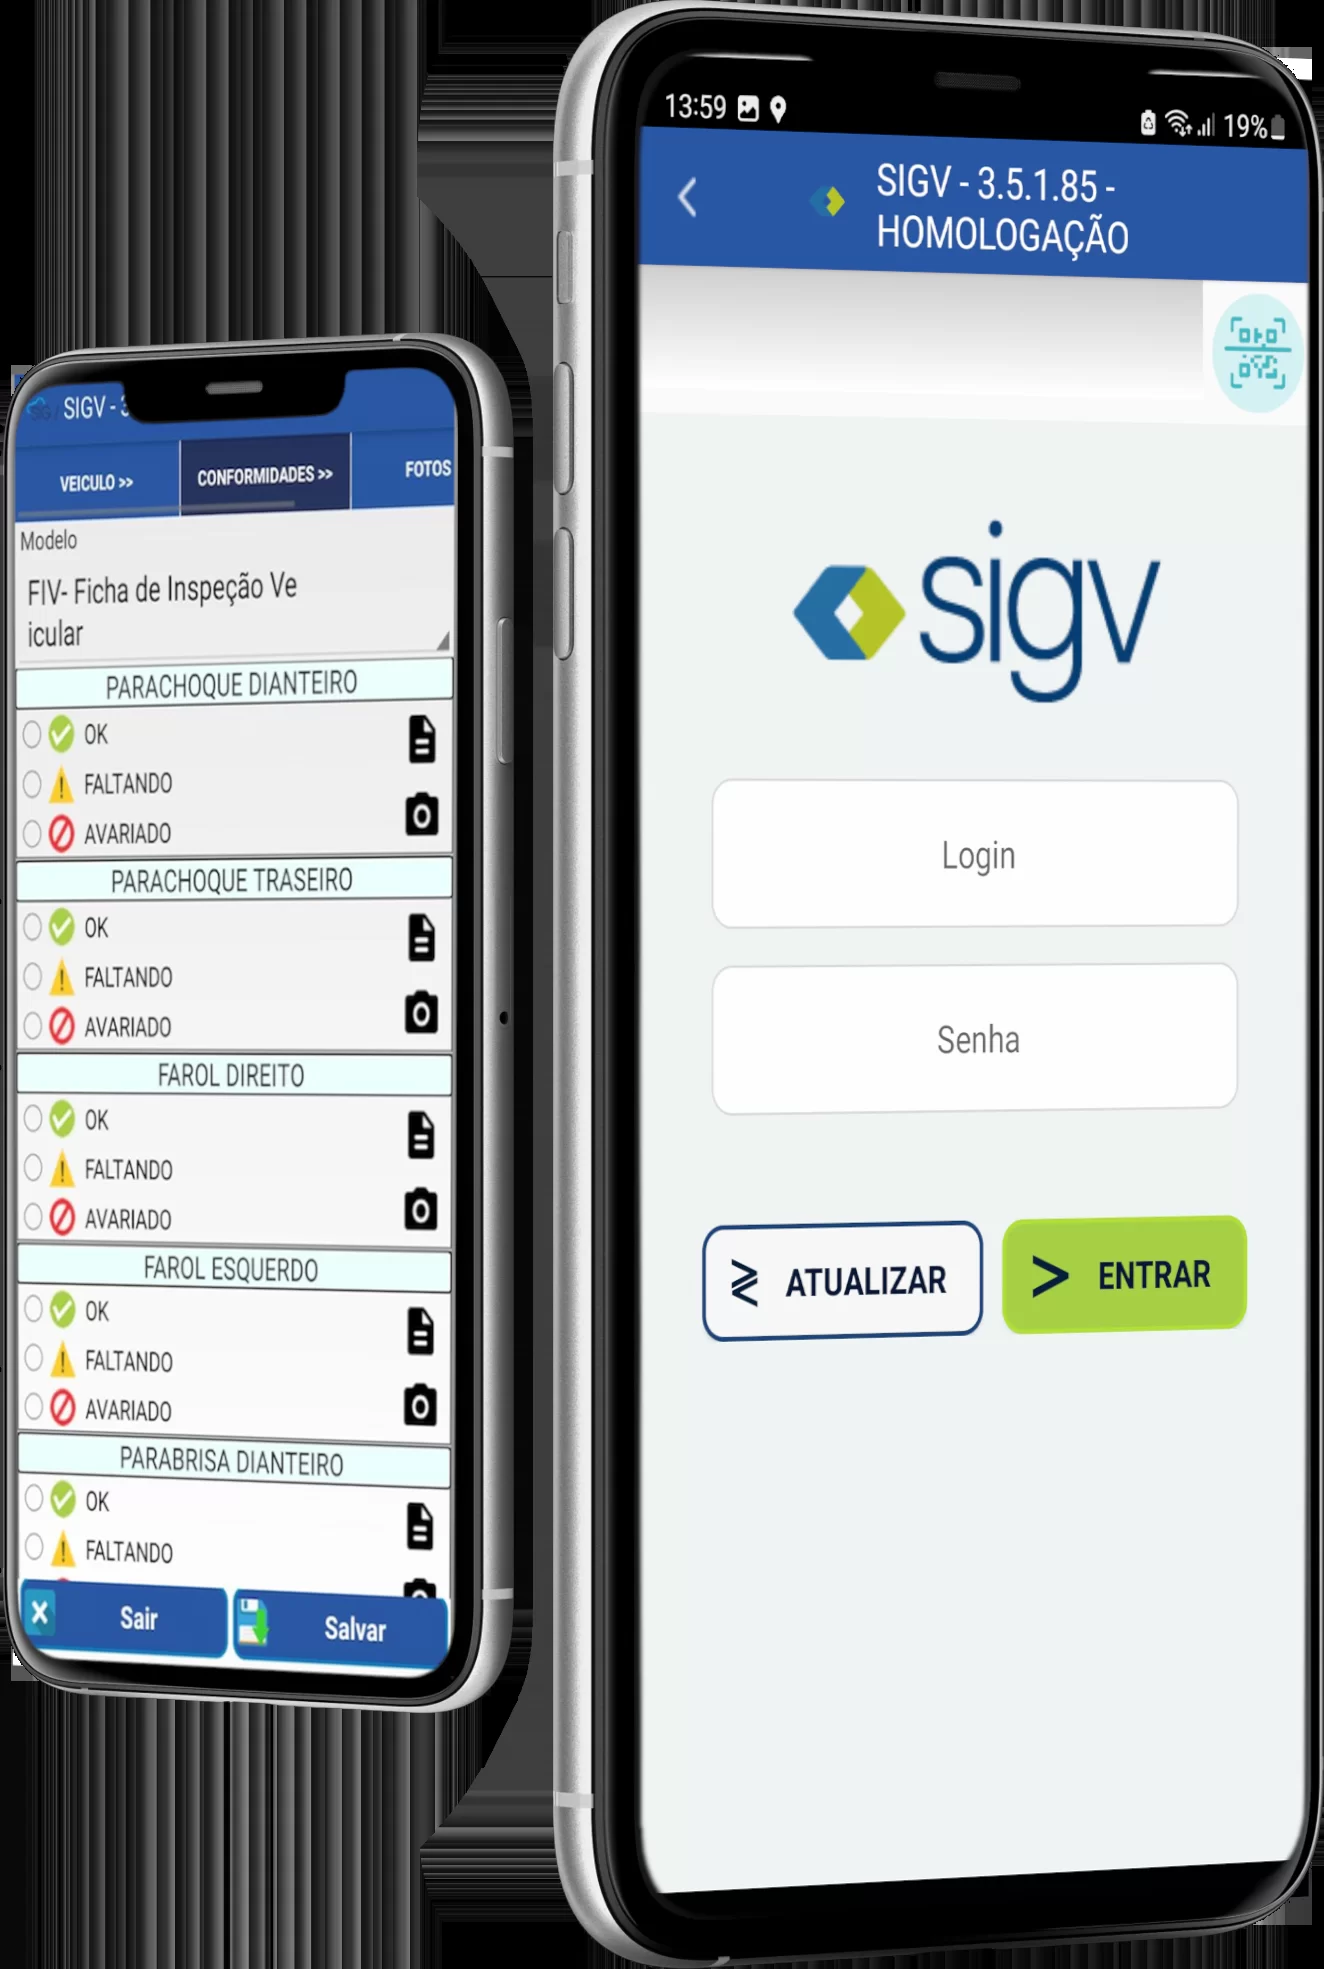 SIGV - 3
VEICULO >>
CONFORMIDADES >>
FOTOS
Modelo
FIV- Ficha de Inspeção Ve
icular
PARACHOQUE DIANTEIRO
OK
FALTANDO
AVARIADO
PARACHOQUE TRASEIRO
OK
FALTANDO
AVARIADO
FAROL DIREITO
OK
FALTANDO
AVARIADO
FAROL ESQUERDO
OK
FALTANDO
AVARIADO
PARABRISA DIANTEIRO
OK
FALTANDO
Sair
Salvar
13:59
19%
SIGV - 3.5.1.85 -
HOMOLOGAÇÃO
sigv
Login
Senha
ATUALIZAR
> ENTRAR